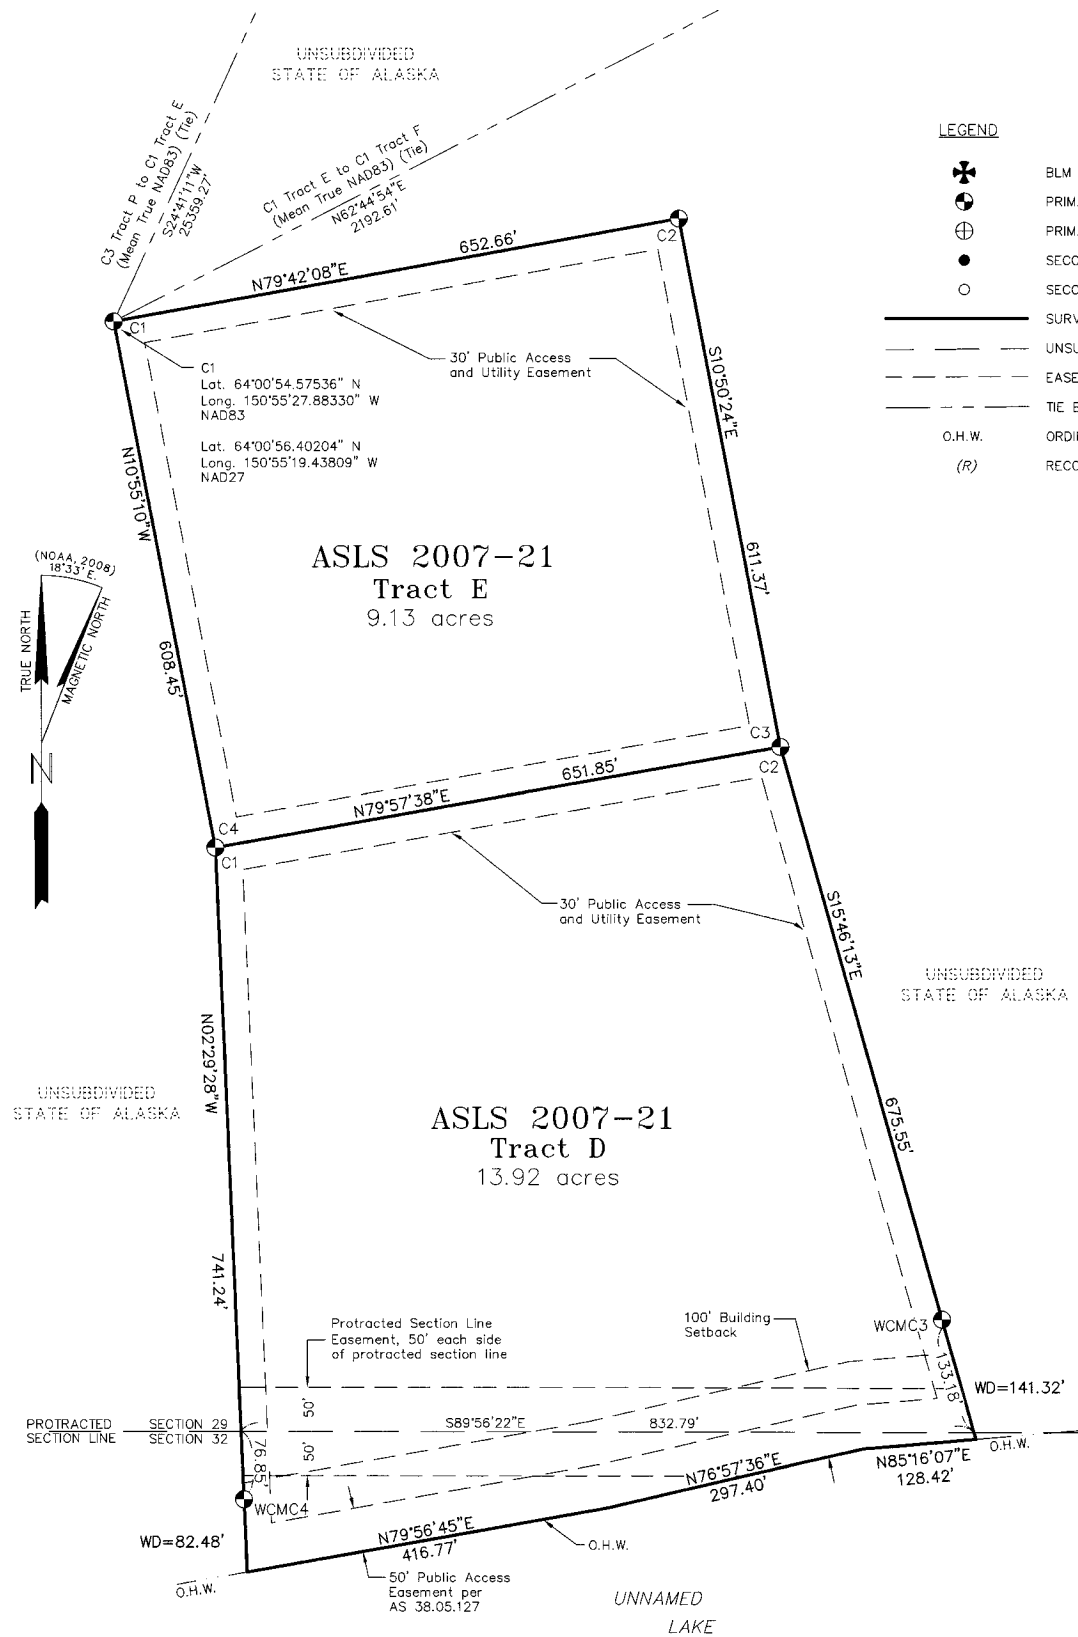 UNSUBDIVIDED
STATE OF ALASKA
C3 Tract P to C1 Tract E
(Mean True NAD83) (Tie)
S24°41'11"W
25359.27'
C1 Tract E to C1 Tract F
(Mean True NAD83) (Tie)
N62°44'54"E
2192.61'
LEGEND
BLM
PRIM
PRIM
SECO
SECO
SURV
UNSU
EASE
TIE B
O.H.W. ORDI
(R) RECO
N79°42'08"E
652.66'
C2
C1
C1
Lat. 64°00'54.57536" N
Long. 150°55'27.88330" W
NAD83
Lat. 64°00'56.40204" N
Long. 150°55'19.43809" W
NAD27
30' Public Access
and Utility Easement
S10°50'24"E
611.37'
N10°55'10"W
608.45'
ASLS 2007-21
Tract E
9.13 acres
(NOAA, 2008)
18°33' E.
TRUE NORTH
MAGNETIC NORTH
N
C3
C2
N79°57'38"E
651.85'
C4
C1
30' Public Access
and Utility Easement
S15°46'13"E
675.55'
UNSUBDIVIDED
STATE OF ALASKA
N02°29'28"W
741.24'
UNSUBDIVIDED
STATE OF ALASKA
ASLS 2007-21
Tract D
13.92 acres
Protracted Section Line
Easement, 50' each side
of protracted section line
100' Building
Setback
WCMC3
133.18'
WD=141.32'
50'
50'
PROTRACTED SECTION 29
SECTION LINE SECTION 32
S89°56'22"E
832.79'
O.H.W.
76.85'
WCMC4
WD=82.48'
N85°16'07"E
128.42'
N76°57'36"E
297.40'
N79°56'45"E
416.77'
O.H.W.
O.H.W.
50' Public Access
Easement per
AS 38.05.127
UNNAMED
LAKE